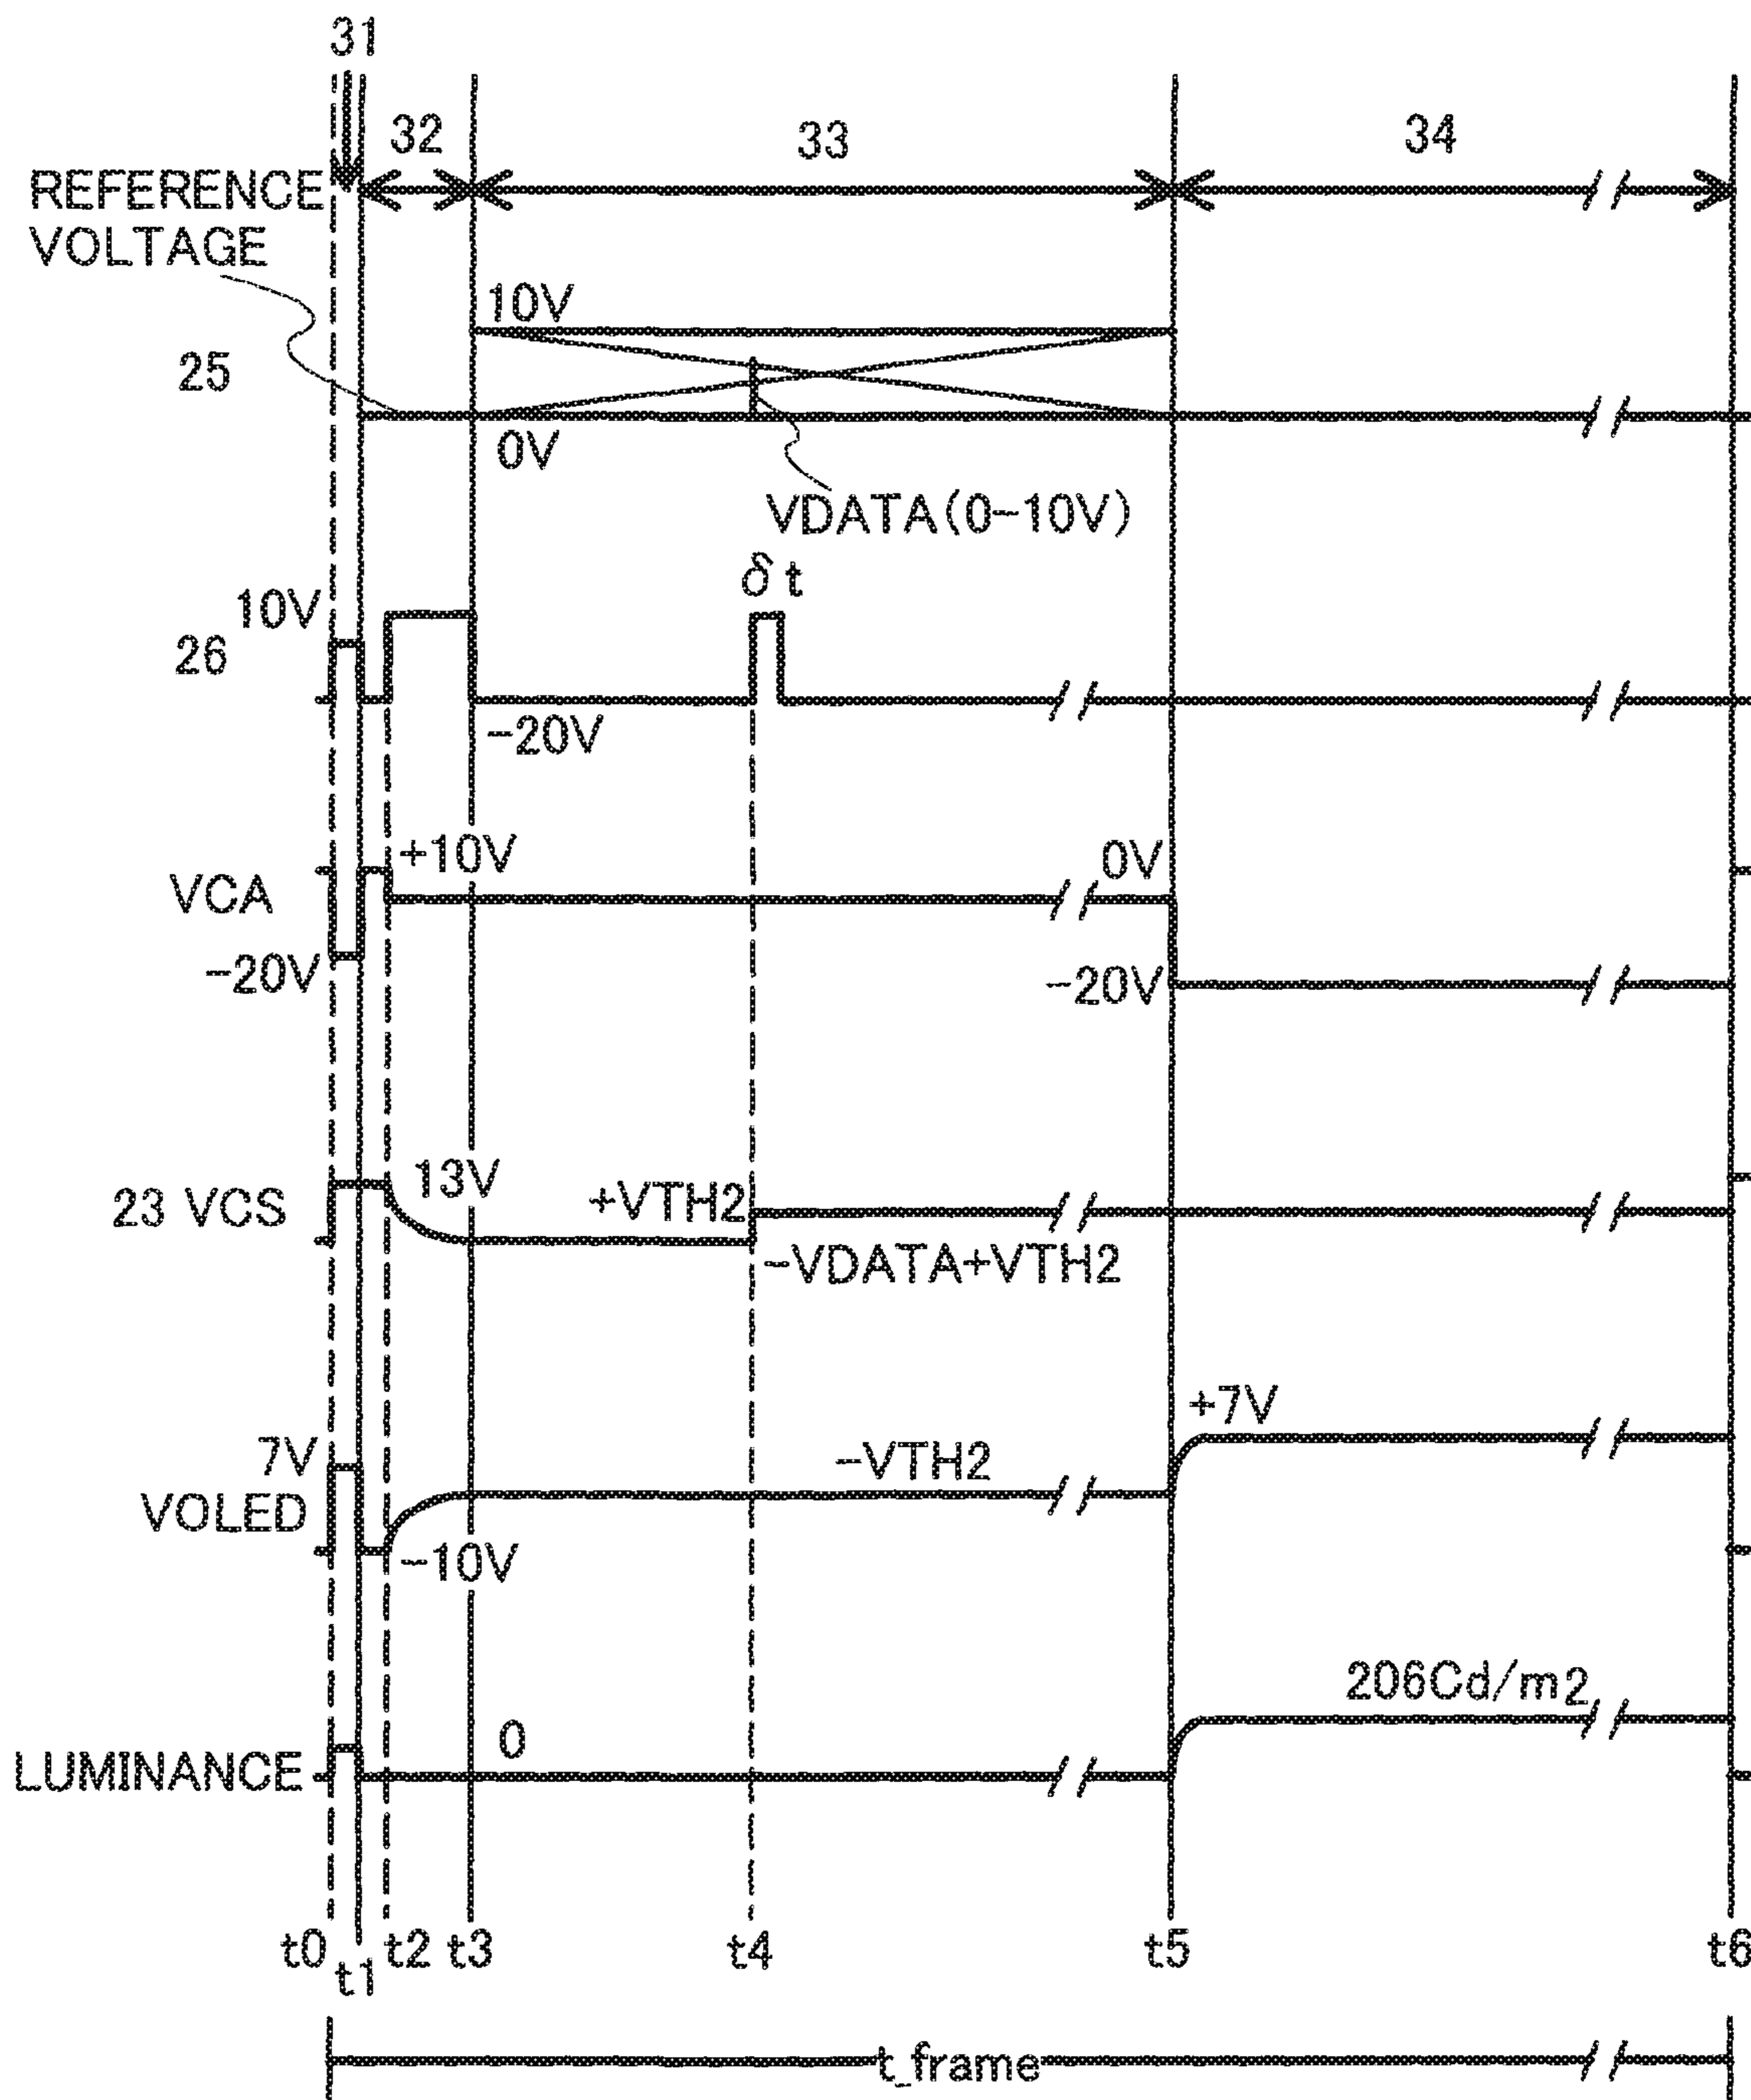 31
32
33
34
REFERENCE
VOLTAGE
10V
25
0V
VDATA(0-10V)
δt
10V
26
-20V
+10V
0V
VCA
-20V
-20V
13V
+VTH2
23 VCS
-VDATA+VTH2
+7V
7V
-VTH2
VOLED
-10V
206Cd/m2
0
LUMINANCE
t0
t1
t2
t3
t4
t5
t6
t_frame